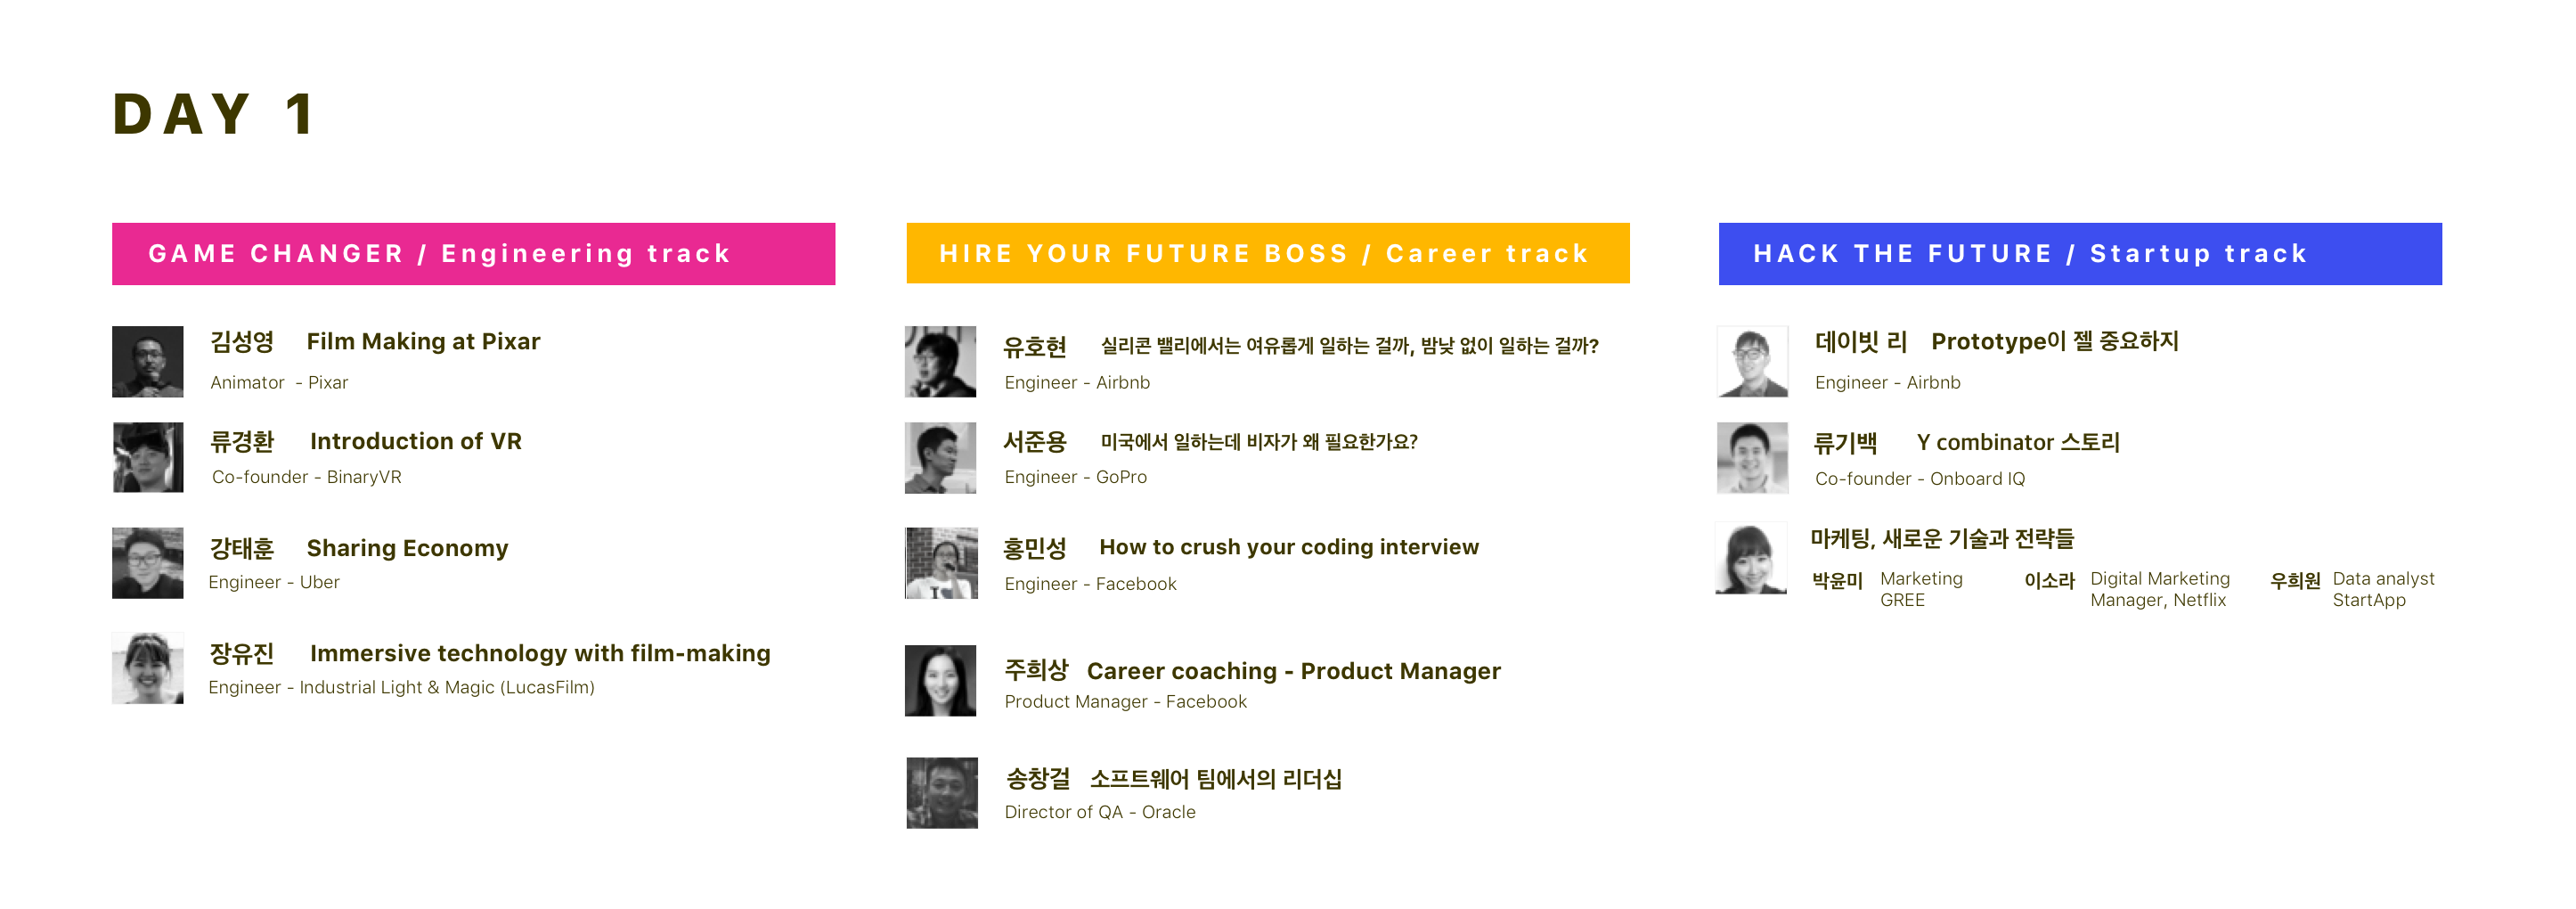 DAY 1
GAME CHANGER / Engineering track
김성영 Film Making at Pixar
Animator - Pixar
류경환 Introduction of VR
Co-founder - BinaryVR
강태훈 Sharing Economy
Engineer - Uber
장유진 Immersive technology with film-making
Engineer - Industrial Light & Magic (LucasFilm)
HIRE YOUR FUTURE BOSS / Career track
유호현 실리콘 밸리에서는 여유롭게 일하는 걸까, 밤낮 없이 일하는 걸까?
Engineer - Airbnb
서준용 미국에서 일하는데 비자가 왜 필요한가요?
Engineer - GoPro
홍민성 How to crush your coding interview
Engineer - Facebook
주희상 Career coaching - Product Manager
Product Manager - Facebook
송창걸 소프트웨어 팀에서의 리더십
Director of QA - Oracle
HACK THE FUTURE / Startup track
데이빗 리 Prototype이 젤 중요하지
Engineer - Airbnb
류기백 Y combinator 스토리
Co-founder - Onboard IQ
마케팅, 새로운 기술과 전략들
박윤미 Marketing
GREE
이소라 Digital Marketing
Manager, Netflix
우희원 Data analyst
StartApp